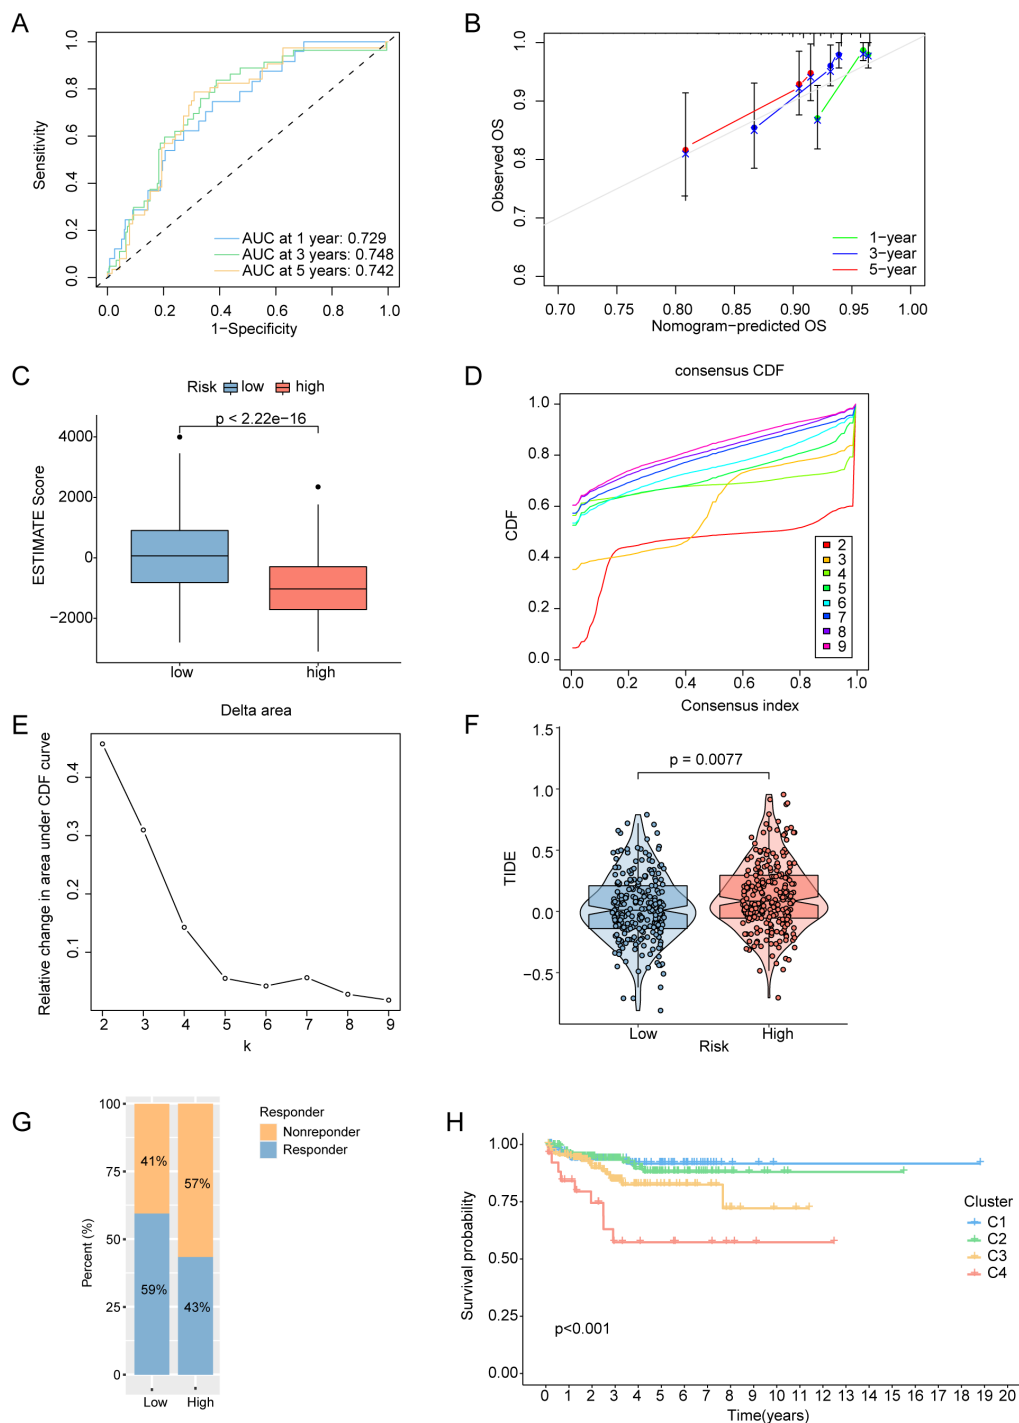 A
1.0
0.8
0.6
0.4
0.2
0.0
Sensitivity
AUC at 1 year: 0.729
AUC at 3 years: 0.748
AUC at 5 years: 0.742
0.0 0.2 0.4 0.6 0.8 1.0
1−Specificity
B
1.0
0.9
0.8
0.7
0.6
Observed OS
1−year
3−year
5−year
0.70 0.75 0.80 0.85 0.90 0.95 1.00
Nomogram−predicted OS
C
Risk low high
p < 2.22e−16
4000
2000
0
−2000
ESTIMATE Score
low high
D
consensus CDF
1.0
0.8
0.6
0.4
0.2
0.0
CDF
2
3
4
5
6
7
8
9
0.0 0.2 0.4 0.6 0.8 1.0
Consensus index
E
Delta area
0.4
0.3
0.2
0.1
Relative change in area under CDF curve
2 3 4 5 6 7 8 9
k
F
1.5
1.0
0.5
0.0
−0.5
TIDE
p = 0.0077
Low High
Risk
G
100
75
50
25
0
Percent (%)
41%
57%
59%
43%
Low High
Responder
Nonreponder
Responder
H
1.00
0.75
0.50
0.25
0.00
Survival probability
p<0.001
Cluster
C1
C2
C3
C4
0 1 2 3 4 5 6 7 8 9 10 11 12 13 14 15 16 17 18 19 20
Time(years)